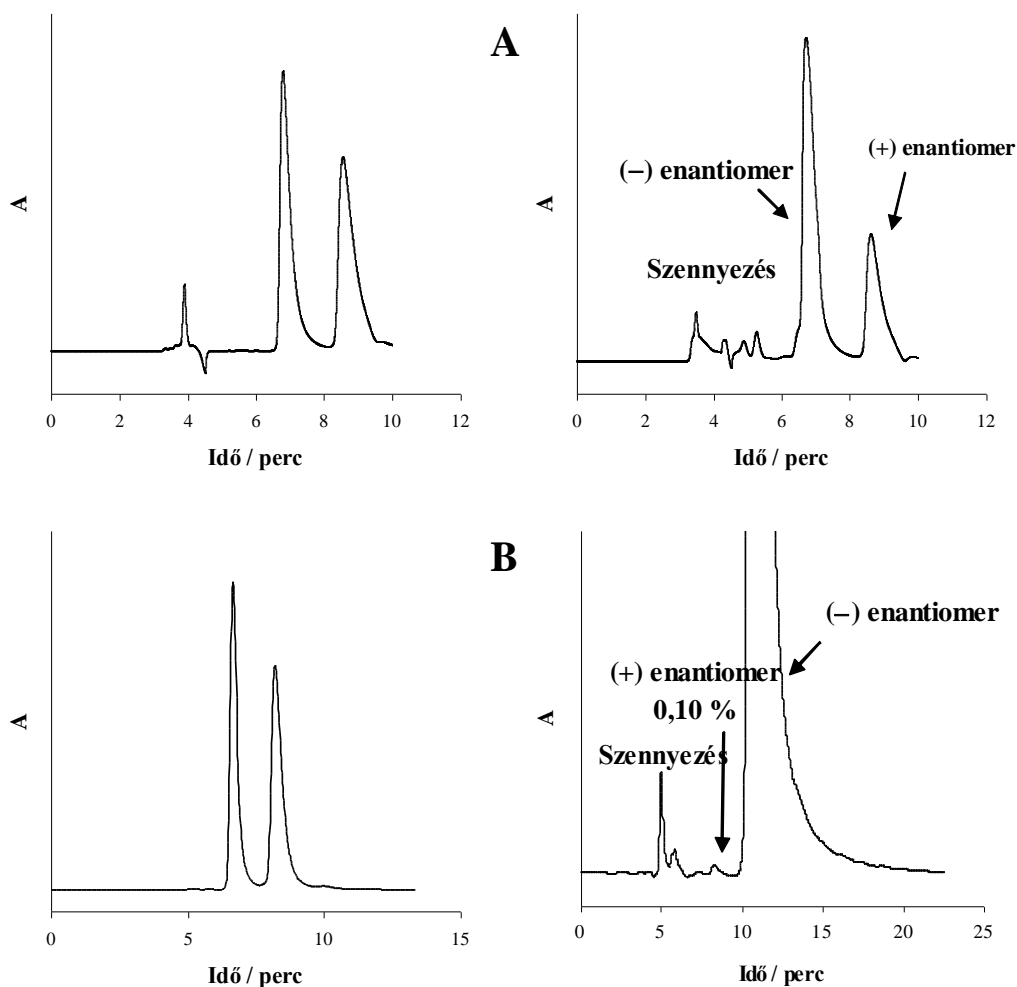 A
A
0 2 4 6 8 10 12
Idő / perc
A
(−) enantiomer
(+) enantiomer
Szennyezés
0 2 4 6 8 10 12
Idő / perc
B
A
0 5 10 15
Idő / perc
A
(−) enantiomer
(+) enantiomer
0,10 %
Szennyezés
0 5 10 15 20 25
Idő / perc